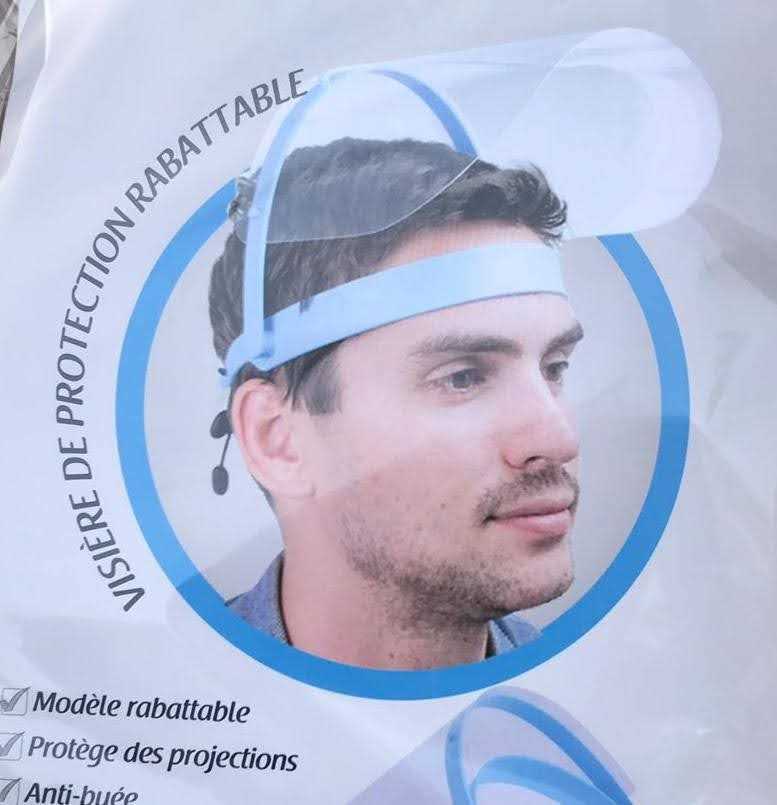 VISIÈRE DE PROTECTION RABATTABLE
Modèle rabattable
Protège des projections
Anti-buée